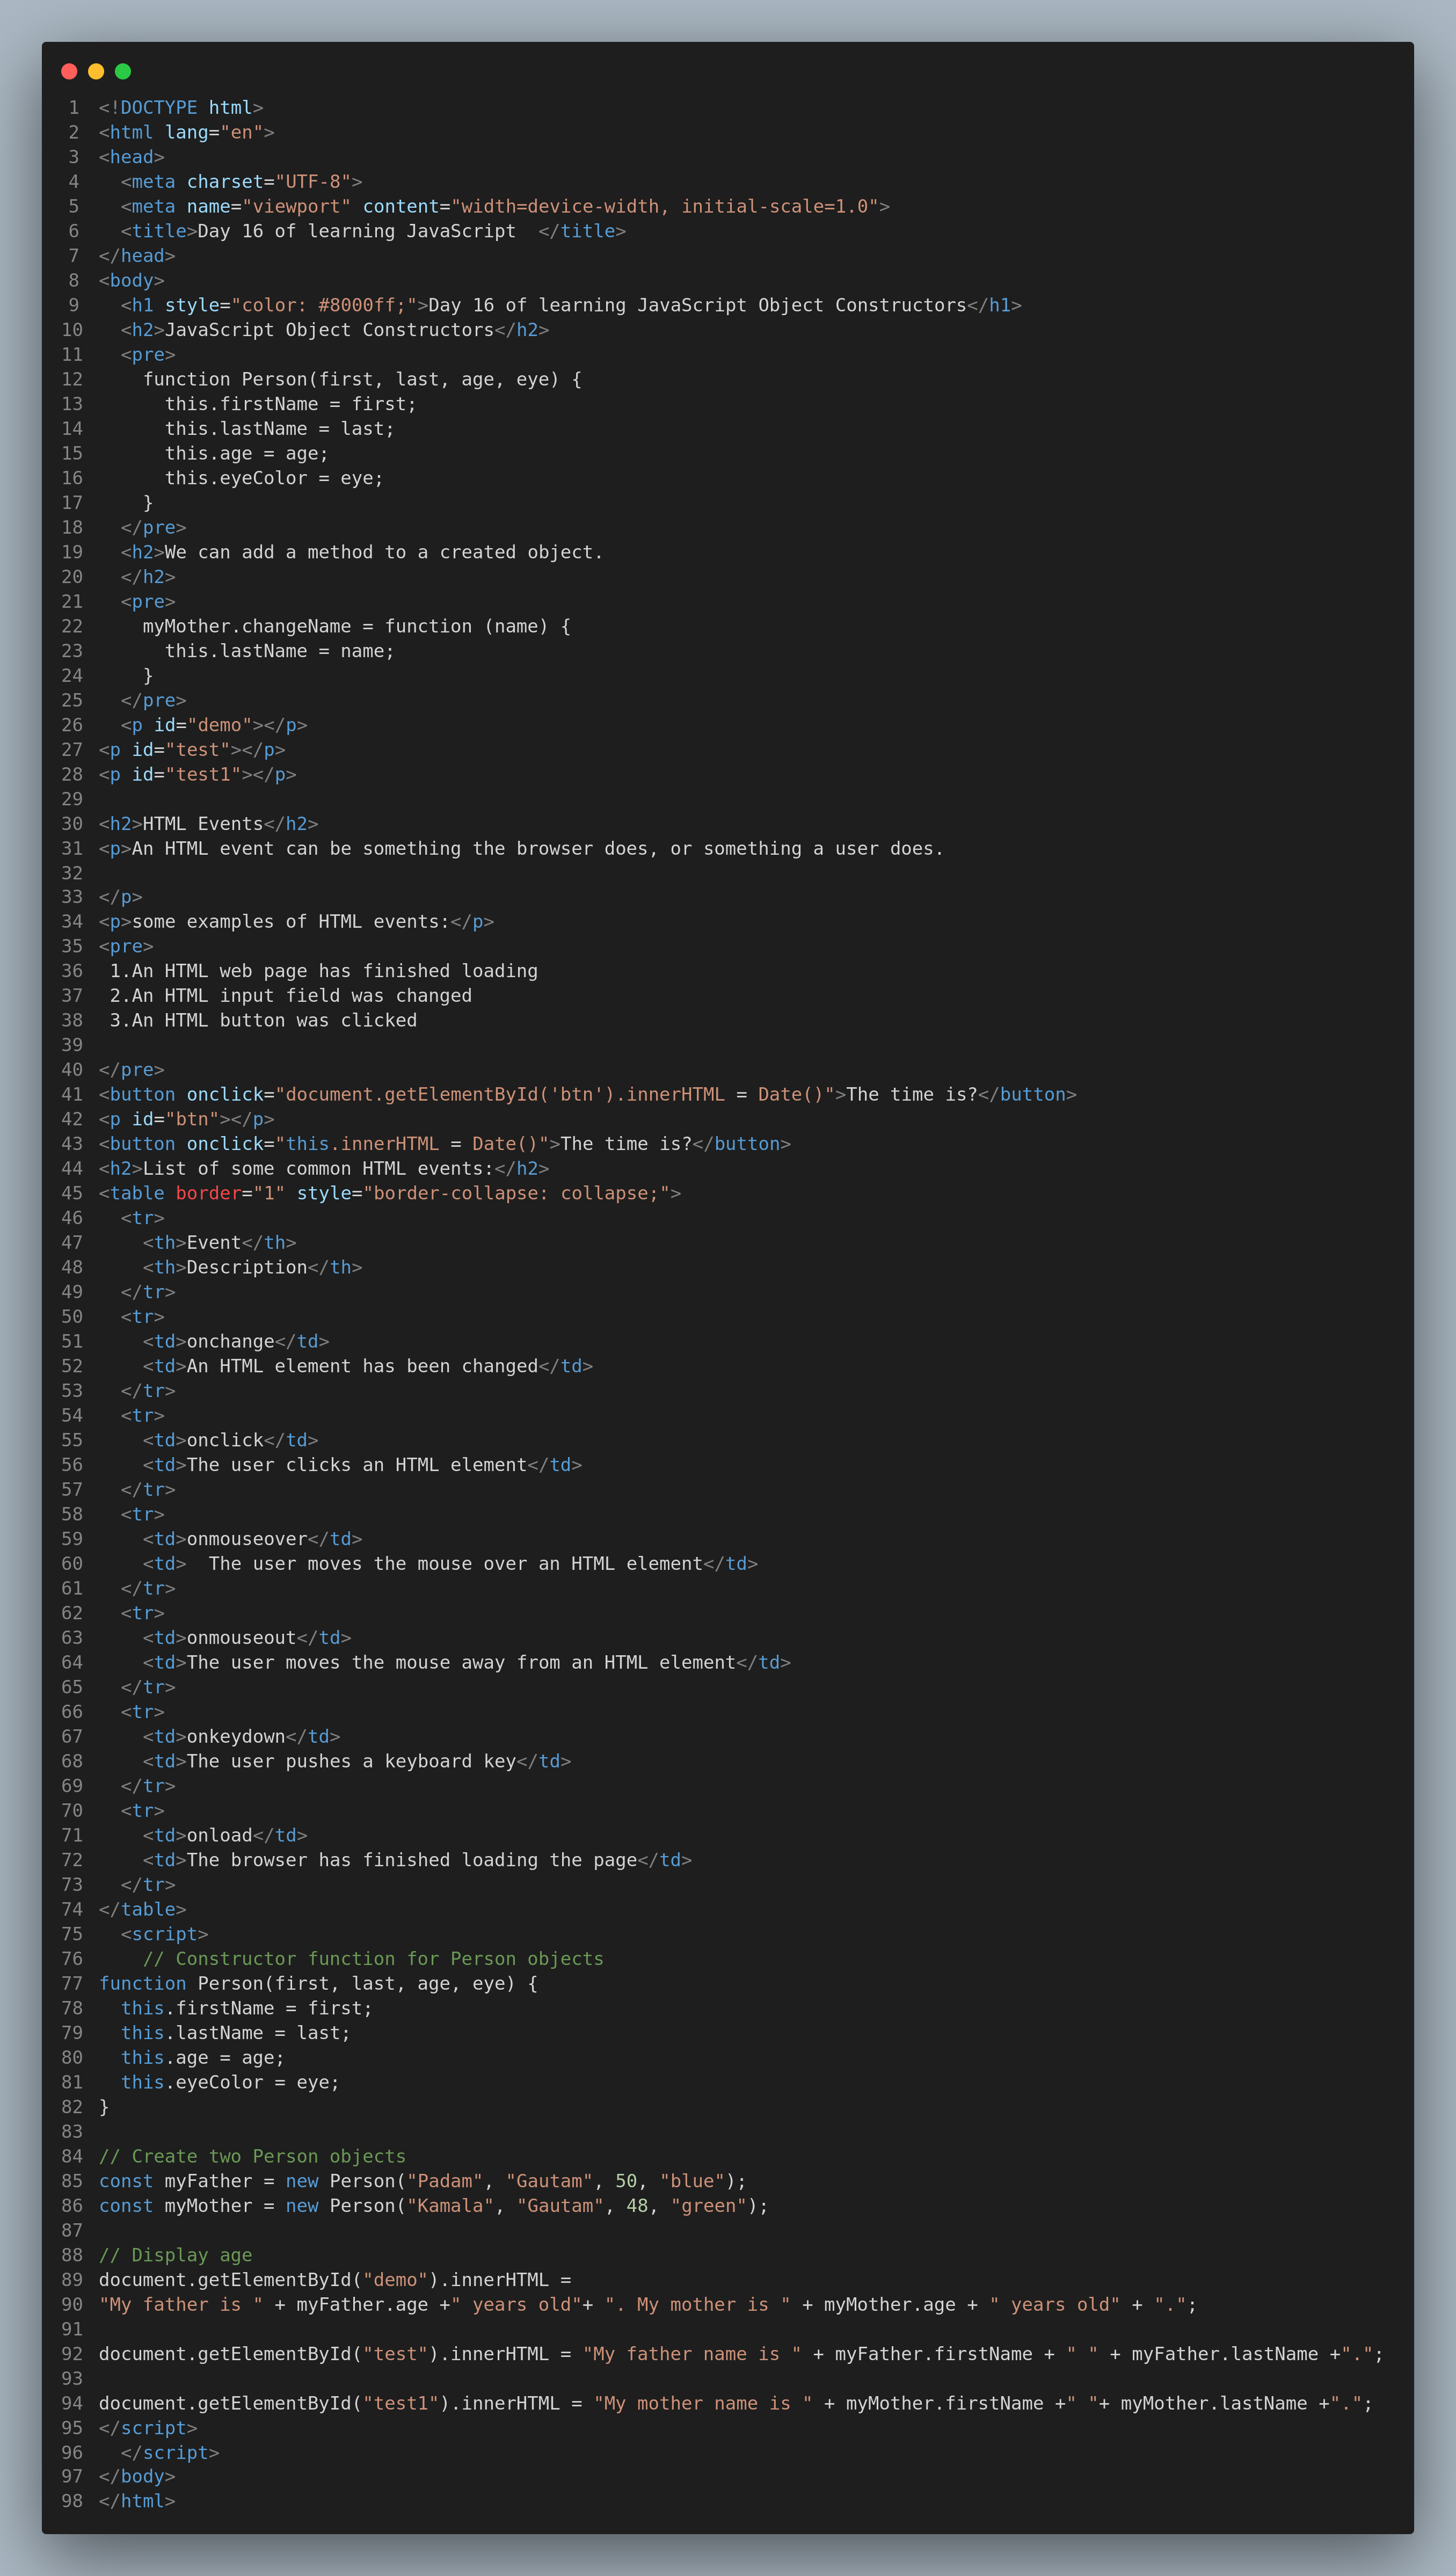 1 <!DOCTYPE html>
2 <html lang="en">
3 <head>
4   <meta charset="UTF-8">
5   <meta name="viewport" content="width=device-width, initial-scale=1.0">
6   <title>Day 16 of learning JavaScript  </title>
7 </head>
8 <body>
9   <h1 style="color: #8000ff;">Day 16 of learning JavaScript Object Constructors</h1>
10   <h2>JavaScript Object Constructors</h2>
11   <pre>
12     function Person(first, last, age, eye) {
13       this.firstName = first;
14       this.lastName = last;
15       this.age = age;
16       this.eyeColor = eye;
17     }
18   </pre>
19   <h2>We can add a method to a created object.
20   </h2>
21   <pre>
22     myMother.changeName = function (name) {
23       this.lastName = name;
24     }
25   </pre>
26   <p id="demo"></p>
27 <p id="test"></p>
28 <p id="test1"></p>
29
30 <h2>HTML Events</h2>
31 <p>An HTML event can be something the browser does, or something a user does.
32
33 </p>
34 <p>some examples of HTML events:</p>
35 <pre>
36  1.An HTML web page has finished loading
37  2.An HTML input field was changed
38  3.An HTML button was clicked
39
40 </pre>
41 <button onclick="document.getElementById('btn').innerHTML = Date()">The time is?</button>
42 <p id="btn"></p>
43 <button onclick="this.innerHTML = Date()">The time is?</button>
44 <h2>List of some common HTML events:</h2>
45 <table border="1" style="border-collapse: collapse;">
46   <tr>
47     <th>Event</th>
48     <th>Description</th>
49   </tr>
50   <tr>
51     <td>onchange</td>
52     <td>An HTML element has been changed</td>
53   </tr>
54   <tr>
55     <td>onclick</td>
56     <td>The user clicks an HTML element</td>
57   </tr>
58   <tr>
59     <td>onmouseover</td>
60     <td>  The user moves the mouse over an HTML element</td>
61   </tr>
62   <tr>
63     <td>onmouseout</td>
64     <td>The user moves the mouse away from an HTML element</td>
65   </tr>
66   <tr>
67     <td>onkeydown</td>
68     <td>The user pushes a keyboard key</td>
69   </tr>
70   <tr>
71     <td>onload</td>
72     <td>The browser has finished loading the page</td>
73   </tr>
74 </table>
75   <script>
76     // Constructor function for Person objects
77 function Person(first, last, age, eye) {
78   this.firstName = first;
79   this.lastName = last;
80   this.age = age;
81   this.eyeColor = eye;
82 }
83
84 // Create two Person objects
85 const myFather = new Person("Padam", "Gautam", 50, "blue");
86 const myMother = new Person("Kamala", "Gautam", 48, "green");
87
88 // Display age
89 document.getElementById("demo").innerHTML =
90 "My father is " + myFather.age +" years old"+ ". My mother is " + myMother.age + " years old" + ".";
91
92 document.getElementById("test").innerHTML = "My father name is " + myFather.firstName + " " + myFather.lastName +".";
93
94 document.getElementById("test1").innerHTML = "My mother name is " + myMother.firstName +" "+ myMother.lastName +".";
95 </script>
96   </script>
97 </body>
98 </html>